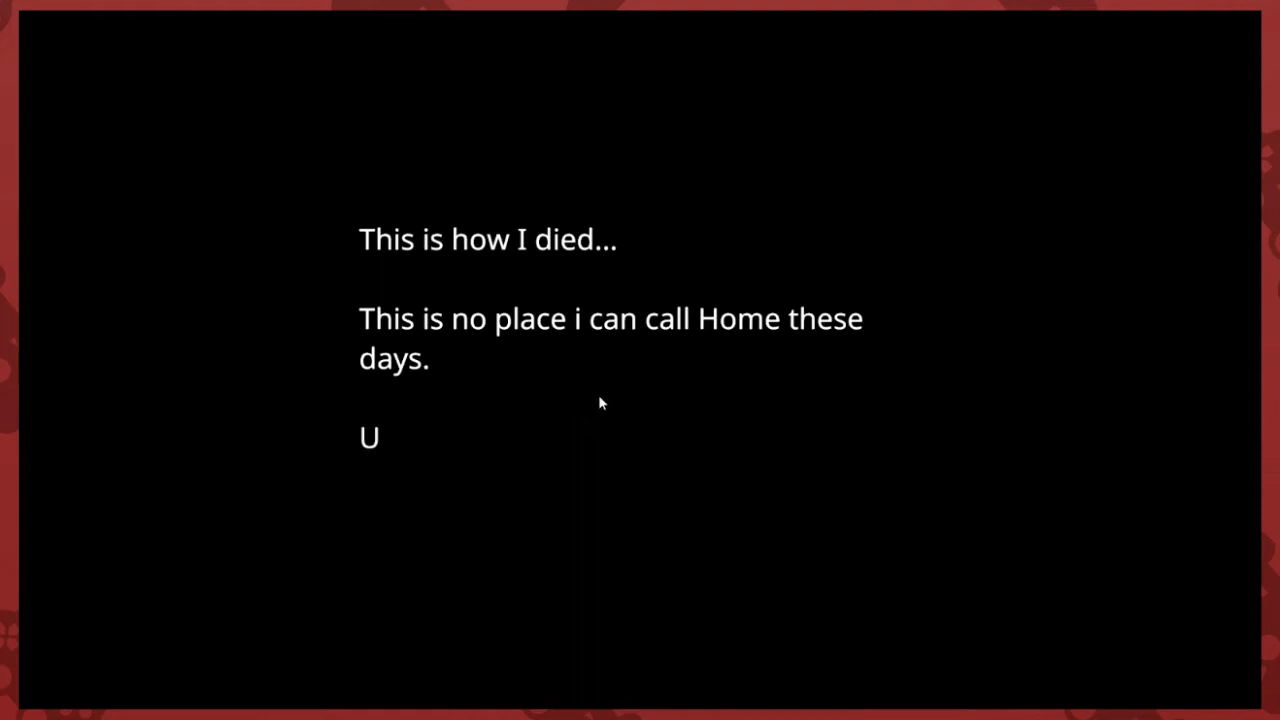 This is how I died...
This is no place i can call Home these
days.
U